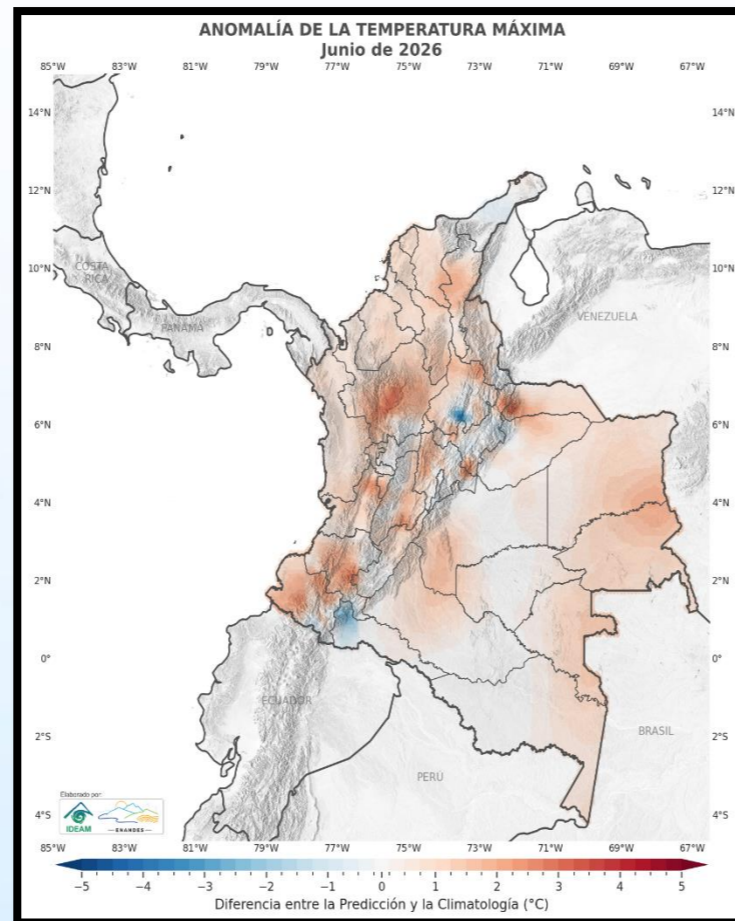 ANOMALÍA DE LA TEMPERATURA MÁXIMA
Junio de 2026
85°W 83°W 81°W 79°W 77°W 75°W 73°W 71°W 69°W 67°W
14°N 14°N
12°N 12°N
10°N 10°N
COSTA
RICA
PANAMÁ
VENEZUELA
8°N 8°N
6°N 6°N
4°N 4°N
2°N 2°N
0° 0°
ECUADOR
BRASIL
2°S 2°S
PERÚ
4°S 4°S
Elaborado por:
IDEAM
ENANDES
85°W 83°W 81°W 79°W 77°W 75°W 73°W 71°W 69°W 67°W
−5 −4 −3 −2 −1 0 1 2 3 4 5
Diferencia entre la Predicción y la Climatología (°C)